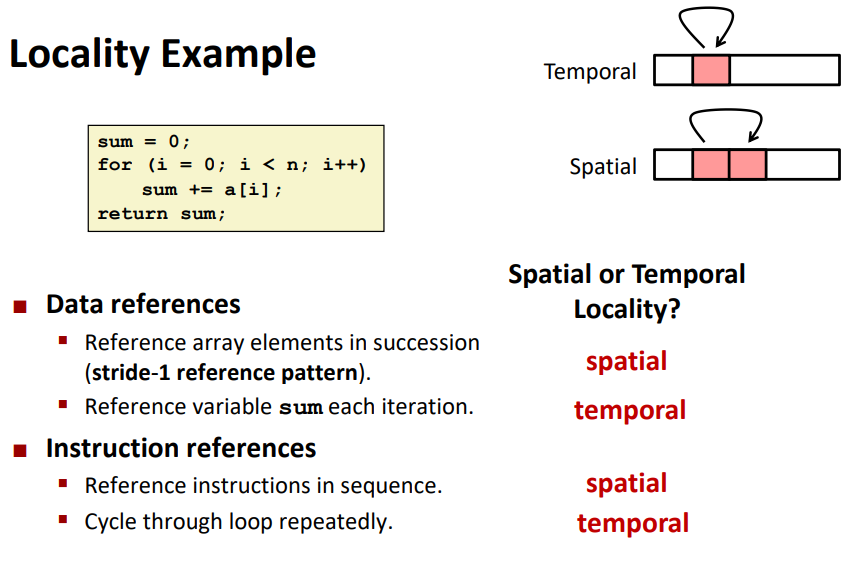 Locality Example
Temporal
Spatial
sum = 0;
for (i = 0; i < n; i++)
    sum += a[i];
return sum;
Spatial or Temporal
Locality?
■ Data references
▪ Reference array elements in succession
(stride-1 reference pattern).
spatial
▪ Reference variable sum each iteration.
temporal
■ Instruction references
▪ Reference instructions in sequence.
spatial
▪ Cycle through loop repeatedly.
temporal